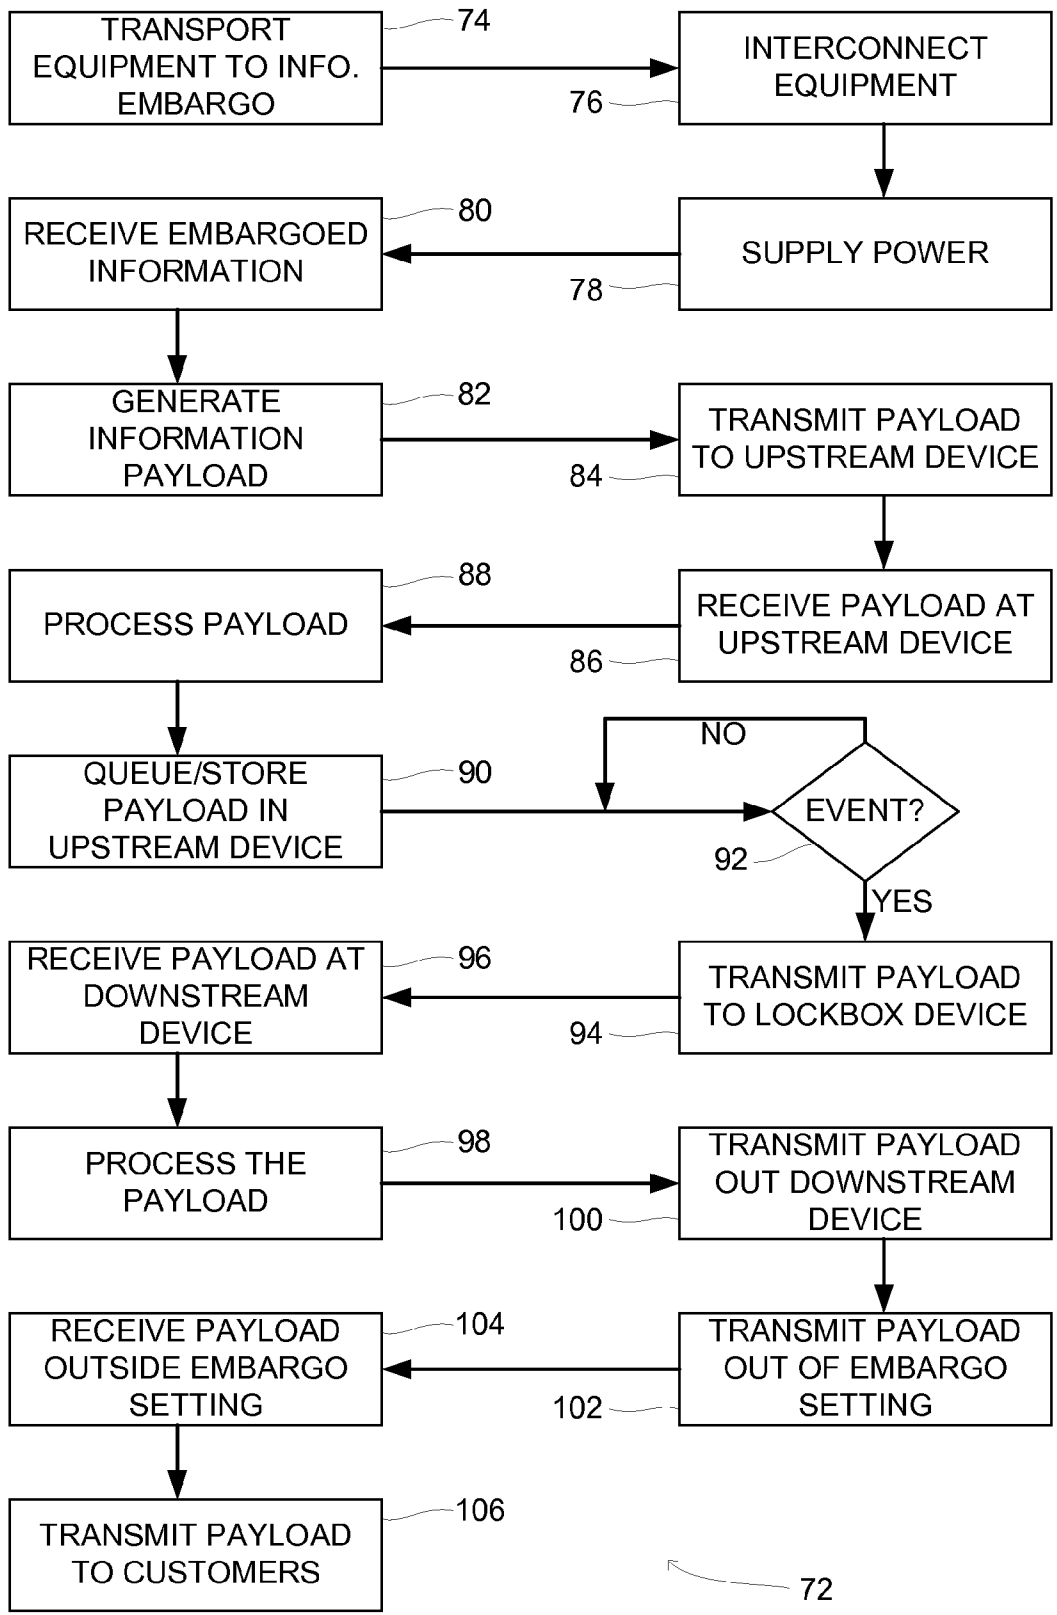 TRANSPORT
EQUIPMENT TO INFO.
EMBARGO
74
INTERCONNECT
EQUIPMENT
76
RECEIVE EMBARGOED
INFORMATION
80
SUPPLY POWER
78
GENERATE
INFORMATION
PAYLOAD
82
TRANSMIT PAYLOAD
TO UPSTREAM DEVICE
84
PROCESS PAYLOAD
88
RECEIVE PAYLOAD AT
UPSTREAM DEVICE
86
QUEUE/STORE
PAYLOAD IN
UPSTREAM DEVICE
90
NO
EVENT?
92
YES
RECEIVE PAYLOAD AT
DOWNSTREAM
DEVICE
96
TRANSMIT PAYLOAD
TO LOCKBOX DEVICE
94
PROCESS THE
PAYLOAD
98
TRANSMIT PAYLOAD
OUT DOWNSTREAM
DEVICE
100
RECEIVE PAYLOAD
OUTSIDE EMBARGO
SETTING
104
TRANSMIT PAYLOAD
OUT OF EMBARGO
SETTING
102
TRANSMIT PAYLOAD
TO CUSTOMERS
106
72